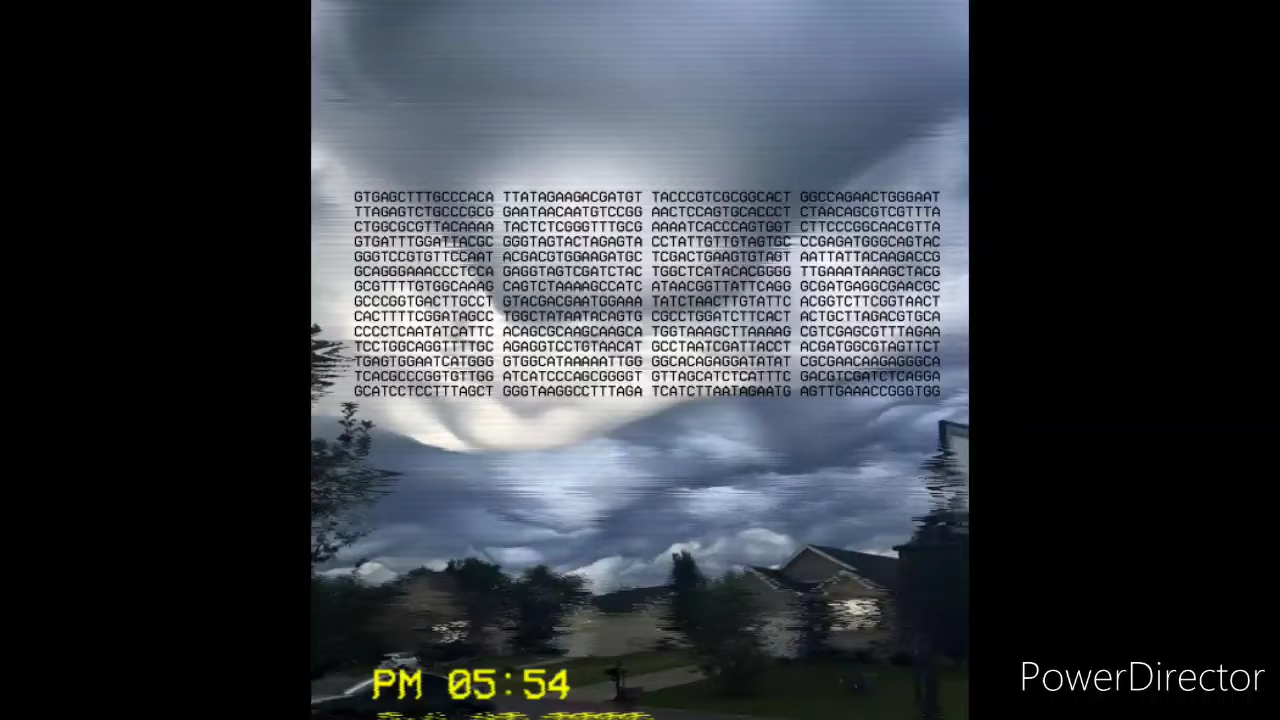 GTGAGCTTTGCCCACA TTATAGAAGACGATGT TACCCGTCGCGGCACT GGCCAGAACTGGGAAT
TTAGAGTCTGCCCGCG GAATAACAATGTCCGG AACTCCAGTGCACCCT CTAACAGCGTCGTTTA
CTGGCGCGTTACAAAA TACTCTCGGGTTTGCG AAAATCACCCAGTGGT CTTCCCGGCAACGTTA
GTGATTTGGATTACGC GGGTAGTACTAGAGTA CCTATTGTTGTAGTGC CCGAGATGGGCAGTAC
GGGTCCGTGTTCCAAT ACGACGTGGAAGATGC TCGACTGAAGTGTAGT AATTATTACAAGACCG
GCAGGGAAACCCTCCA GAGGTAGTCGATCTAC TGGCTCATACACGGGG TTGAAATAAAGCTACG
GCGTTTTGTGGCAAAG CAGTCTAAAAGCCATC ATAACGGTTATTCAGG GCGATGAGGCGAACGC
GCCCGGTGACTTGCCT GTACGACGAATGGAAA TATCTAACTTGTATTC ACGGTCTTCGGTAACT
CACTTTTCGGATAGCC TGGCTATAATACAGTG CGCCTGGATCTTCACT ACTGCTTAGACGTGCA
CCCCTCAATATCATTC ACAGCGCAAGCAAGCA TGGTAAAGCTTAAAAG CGTCGAGCGTTTAGAA
TCCTGGCAGGTTTTGC AGAGGTCCTGTAACAT GCCTAATCGATTACCT ACGATGGCGTAGTTCT
TGAGTGGAATCATGGG GTGGCATAAAAATTGG GGCACAGAGGATATAT CGCGAACAAGAGGGCA
TCACGCCCGGTGTTGG ATCATCCCAGCGGGGT GTTAGCATCTCATTTC GACGTCGATCTCAGGA
GCATCCTCCTTTAGCT GGGTAAGGCCTTTAGA TCATCTTAATAGAATG AGTTGAAACCGGGTGG
PM 05:54
PowerDirector